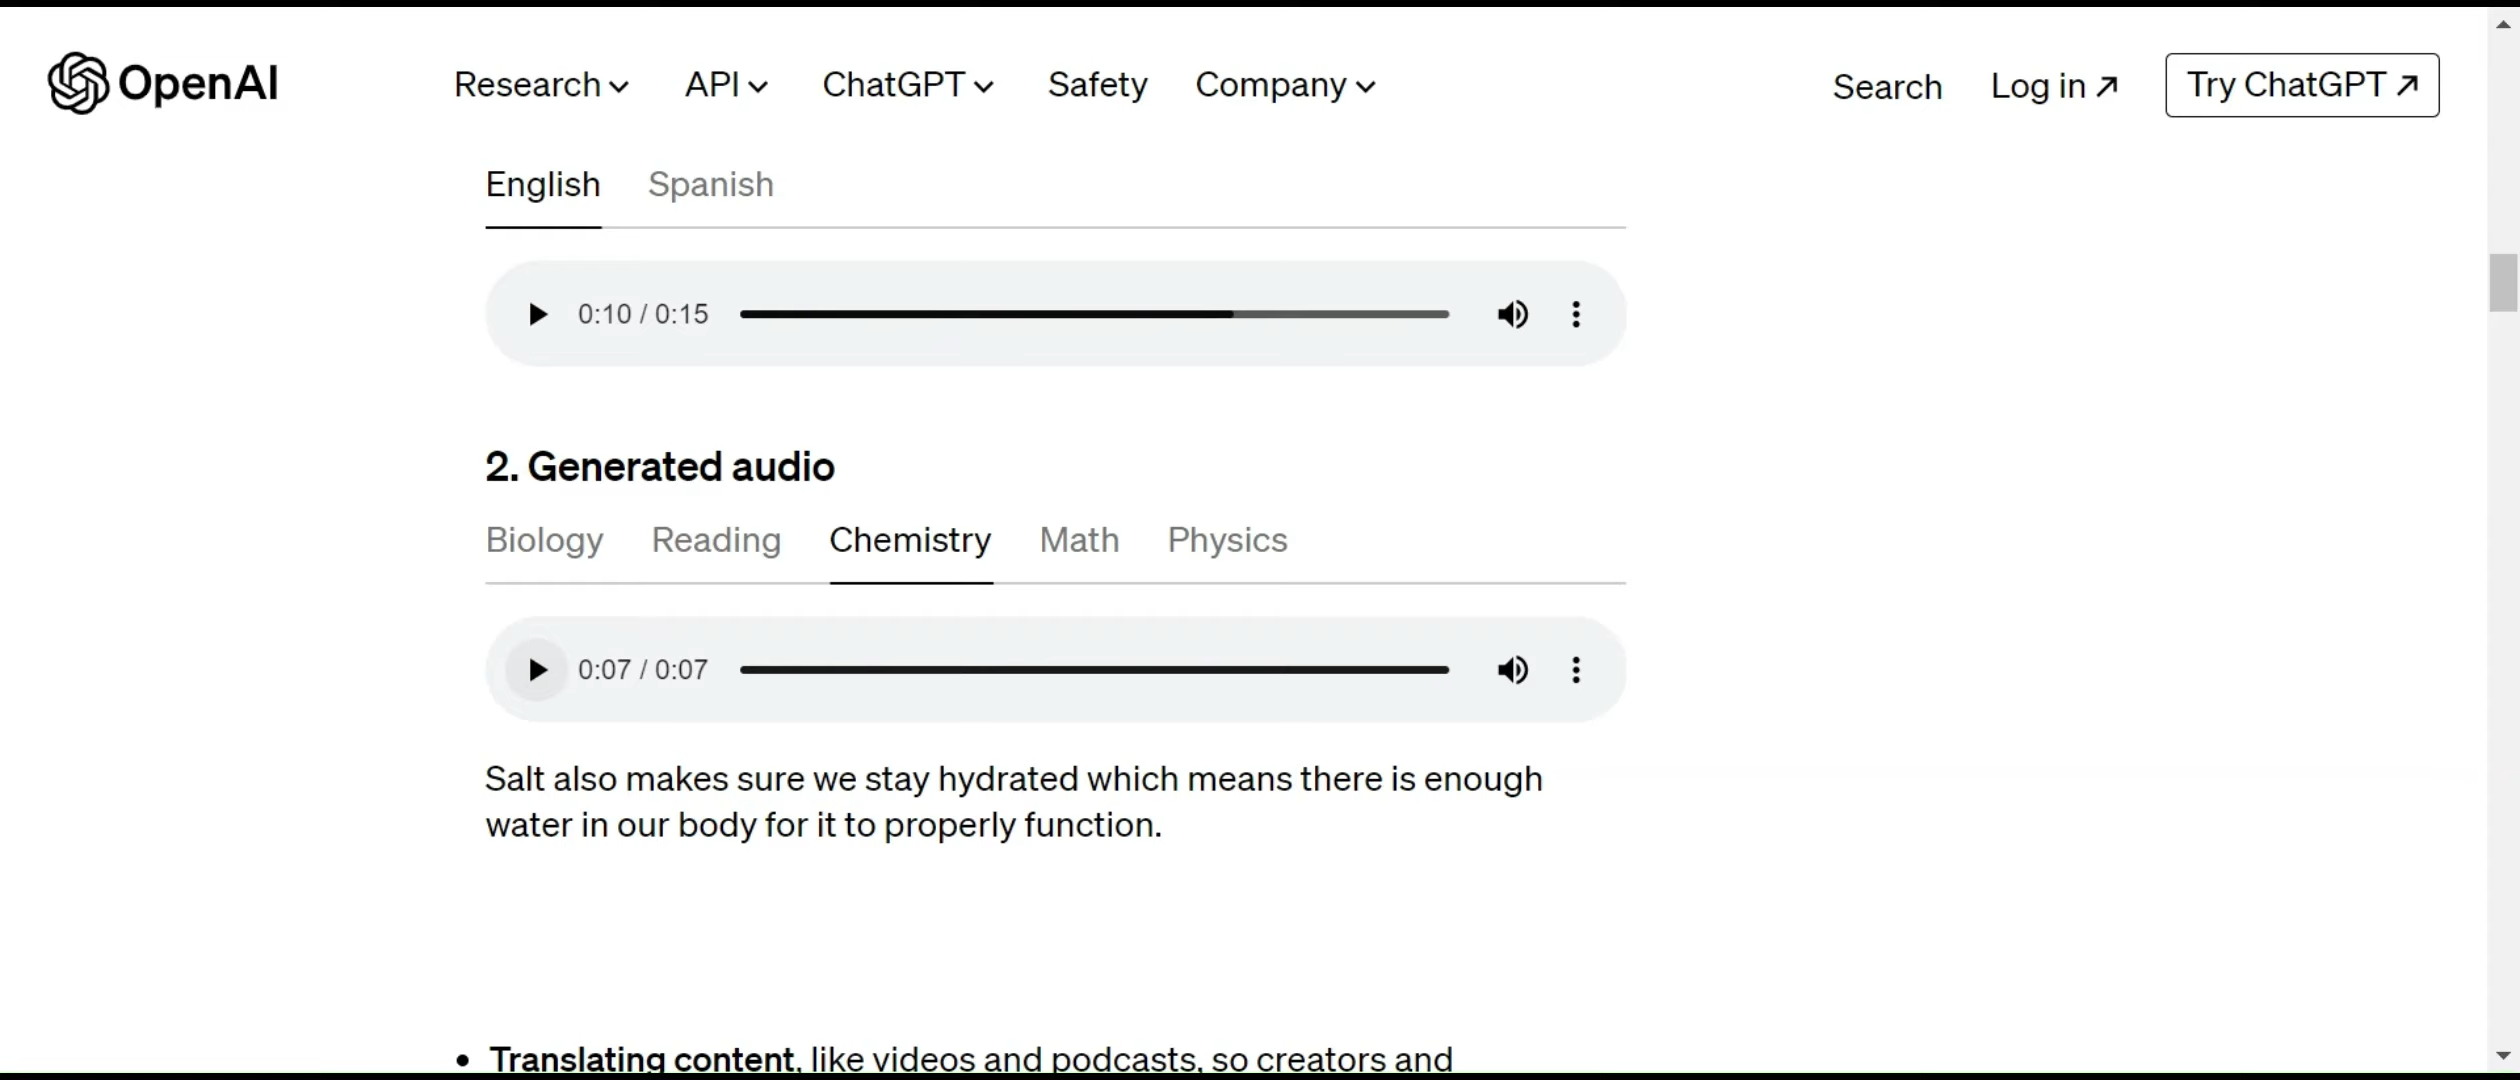 OpenAI
Research API ChatGPT Safety Company
Search Log in Try ChatGPT
English Spanish
0:10 / 0:15
2. Generated audio
Biology Reading Chemistry Math Physics
0:07 / 0:07
Salt also makes sure we stay hydrated which means there is enough
water in our body for it to properly function.
• Translating content, like videos and podcasts, so creators and